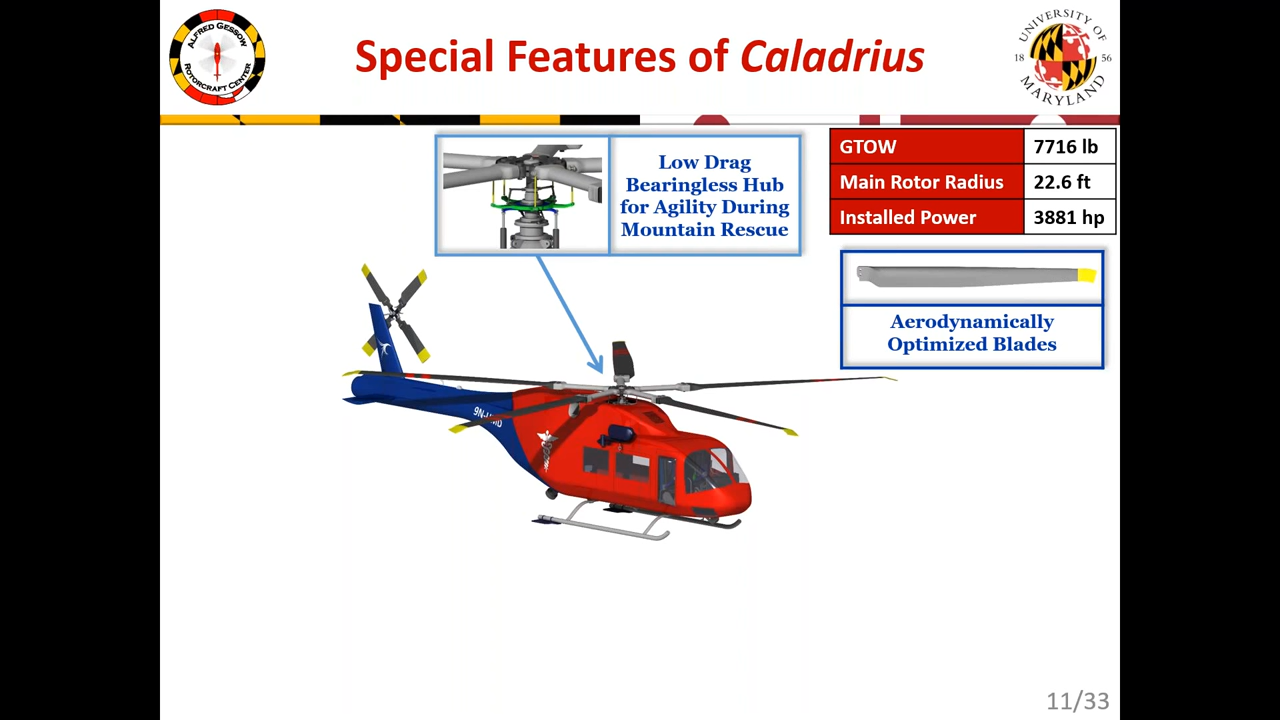 ALFRED GESSOW
ROTORCRAFT CENTER
Special Features of Caladrius
UNIVERSITY OF
18 56
MARYLAND
Low Drag
Bearingless Hub
for Agility During
Mountain Rescue
GTOW 7716 lb
Main Rotor Radius 22.6 ft
Installed Power 3881 hp
Aerodynamically
Optimized Blades
11/33